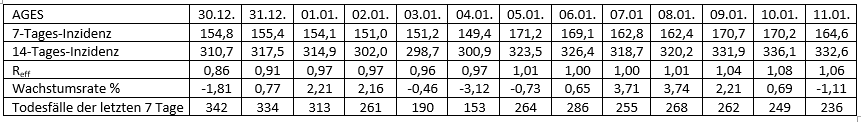 AGES 30.12. 31.12. 01.01. 02.01. 03.01. 04.01. 05.01. 06.01. 07.01 08.01. 09.01. 10.01. 11.01.
7-Tages-Inzidenz 154,8 155,4 154,1 151,0 151,2 149,4 171,2 169,1 162,8 162,4 170,7 170,2 164,6
14-Tages-Inzidenz 310,7 317,5 314,9 302,0 298,7 300,9 323,5 326,4 318,7 320,2 331,9 336,1 332,6
Reff 0,86 0,91 0,97 0,97 0,96 0,97 1,01 1,00 1,00 1,01 1,04 1,08 1,06
Wachstumsrate % -1,81 0,77 2,21 2,16 -0,46 -3,12 -0,73 0,65 3,71 3,74 2,21 0,69 -1,11
Todesfälle der letzten 7 Tage 342 334 313 261 190 153 264 286 255 268 262 249 236